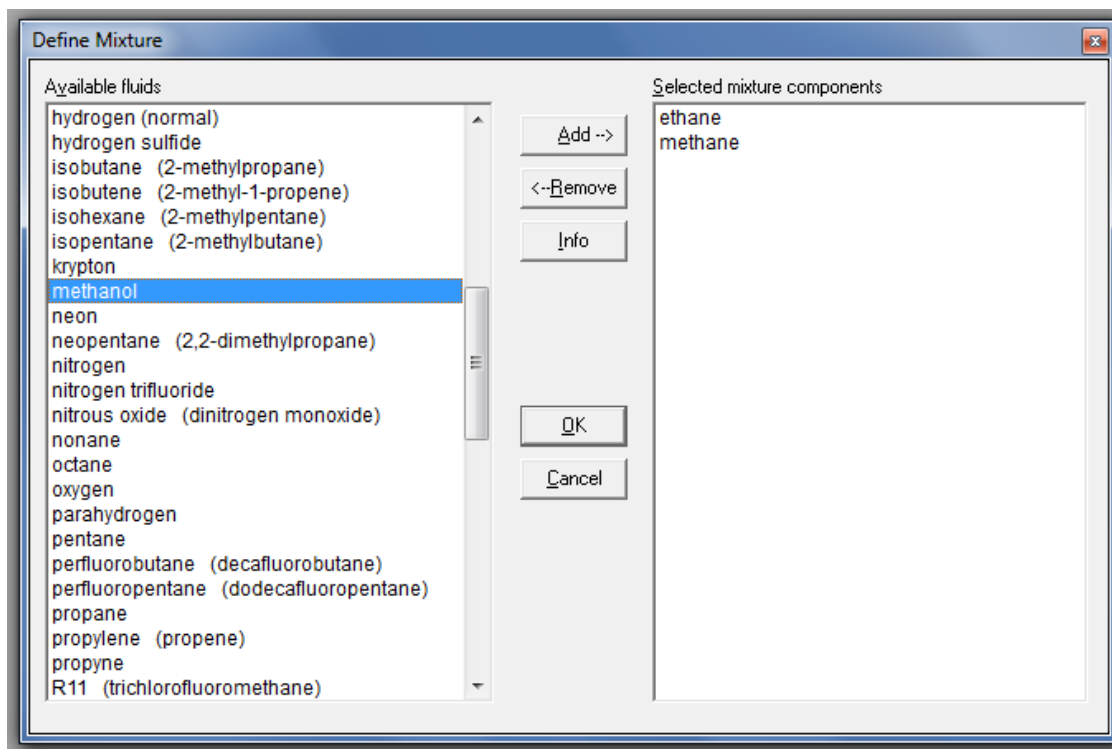 Define Mixture
Available fluids
hydrogen (normal)
hydrogen sulfide
isobutane (2-methylpropane)
isobutene (2-methyl-1-propene)
isohexane (2-methylpentane)
isopentane (2-methylbutane)
krypton
methanol
neon
neopentane (2,2-dimethylpropane)
nitrogen
nitrogen trifluoride
nitrous oxide (dinitrogen monoxide)
nonane
octane
oxygen
parahydrogen
pentane
perfluorobutane (decafluorobutane)
perfluoropentane (dodecafluoropentane)
propane
propylene (propene)
propyne
R11 (trichlorofluoromethane)
Add -->
<--Remove
Info
OK
Cancel
Selected mixture components
ethane
methane